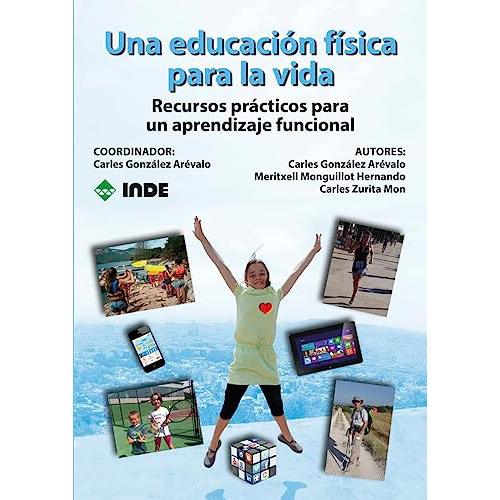 Una educación física
para la vida
Recursos prácticos para
un aprendizaje funcional
COORDINADOR:
Carles González Arévalo
INDE
AUTORES:
Carles González Arévalo
Meritxell Monguillot Hernando
Carles Zurita Mon